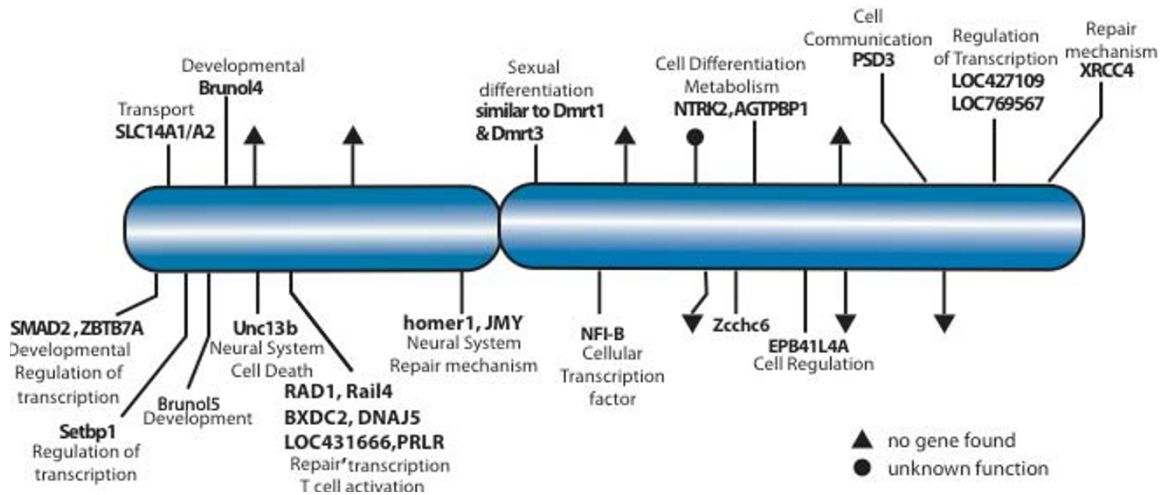 Developmental
Brunol4
Transport
SLC14A1/A2
Sexual
differentiation
similar to Dmrt1
& Dmrt3
Cell Differentiation
Metabolism
NTRK2, AGTPBP1
Cell
Communication
PSD3
Regulation
of Transcription
LOC427109
LOC769567
Repair
mechanism
XRCC4
SMAD2 , ZBTB7A
Developmental
Regulation of
transcription
Setbp1
Regulation of
transcription
Brunol5
Development
Unc13b
Neural System
Cell Death
RAD1, Rail4
BXDC2, DNAJ5
LOC431666,PRLR
Repair’ transcription
T cell activation
homer1, JMY
Neural System
Repair mechanism
NFI-B
Cellular
Transcription
factor
Zcchc6
EPB41L4A
Cell Regulation
no gene found
unknown function